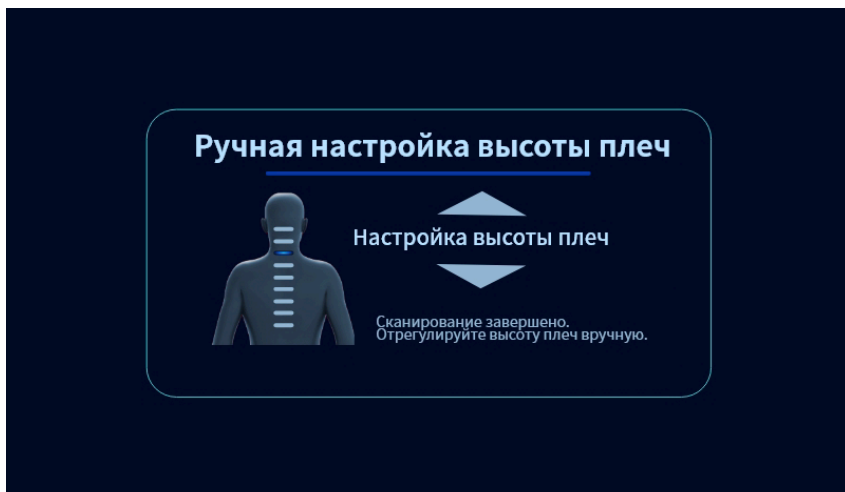 Ручная настройка высоты плеч
Настройка высоты плеч
Сканирование завершено.
Отрегулируйте высоту плеч вручную.